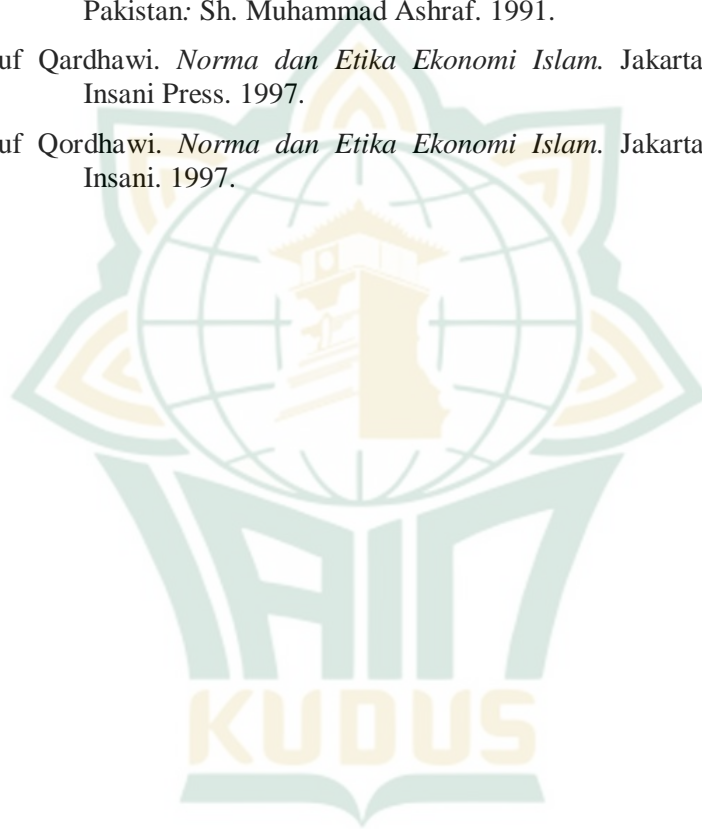 Pakistan: Sh. Muhammad Ashraf. 1991.
uf Qardhawi. Norma dan Etika Ekonomi Islam. Jakarta
Insani Press. 1997.
uf Qordhawi. Norma dan Etika Ekonomi Islam. Jakarta
Insani. 1997.
IAIN
KUDUS